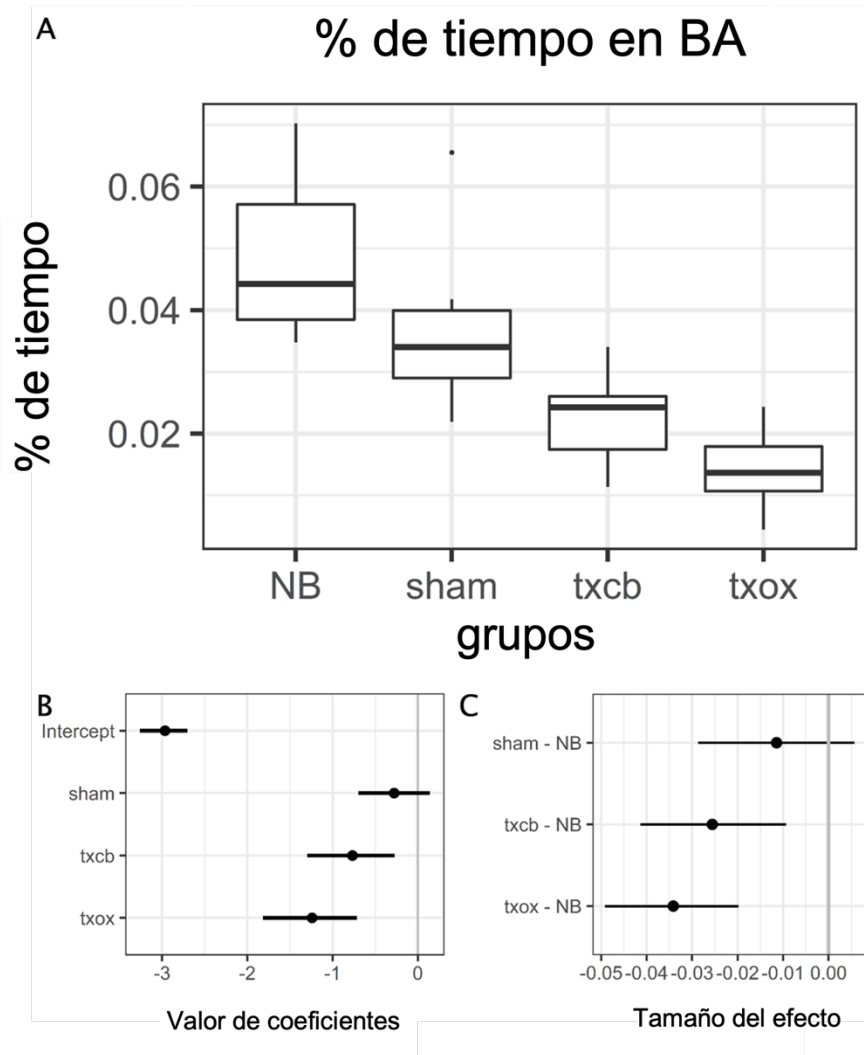 A
% de tiempo en BA
% de tiempo
0.06
0.04
0.02
NB sham txcb txox
grupos
B
Intercept
sham
txcb
txox
-3 -2 -1 0
Valor de coeficientes
C
sham - NB
txcb - NB
txox - NB
-0.05 -0.04 -0.03 -0.02 -0.01 0.00
Tamaño del efecto